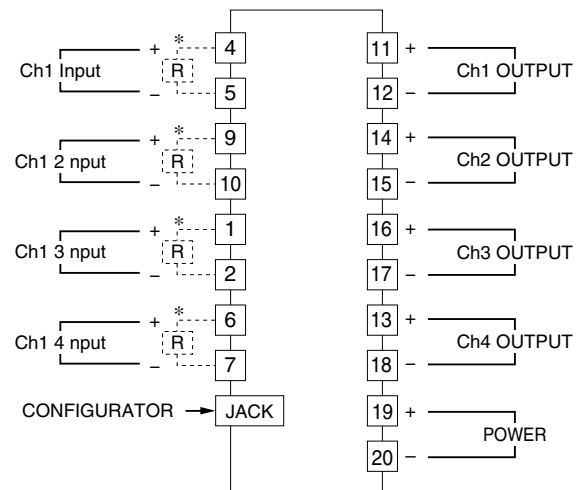 Ch1 Input
+
*
R
4
–
5
Ch1 2 nput
+
*
R
9
–
10
Ch1 3 nput
+
*
R
1
–
2
Ch1 4 nput
+
*
R
6
–
7
CONFIGURATOR
JACK
11 +
Ch1 OUTPUT
12 –
14 +
Ch2 OUTPUT
15 –
16 +
Ch3 OUTPUT
17 –
13 +
Ch4 OUTPUT
18 –
19 +
POWER
20 –